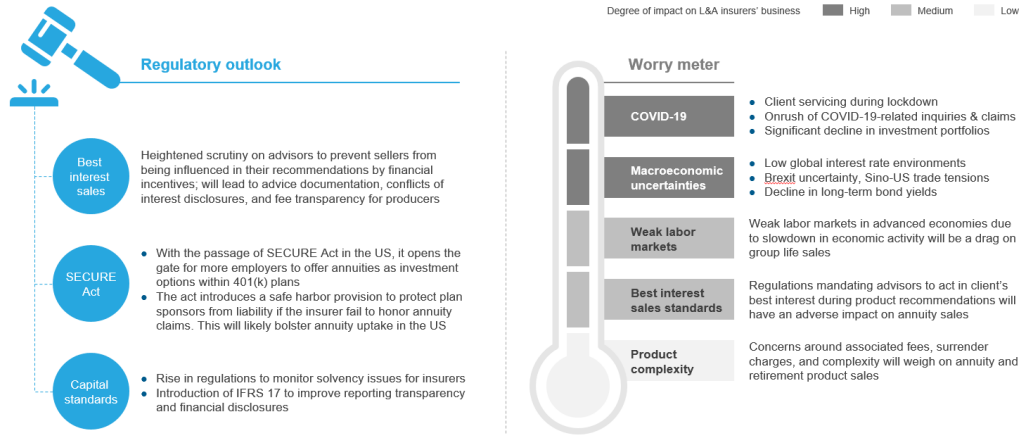 Degree of impact on L&A insurers' business
High
Medium
Low
Regulatory outlook
Best
interest
sales
Heightened scrutiny on advisors to prevent sellers from
being influenced in their recommendations by financial
incentives; will lead to advice documentation, conflicts of
interest disclosures, and fee transparency for producers
SECURE
Act
● With the passage of SECURE Act in the US, it opens the
gate for more employers to offer annuities as investment
options within 401(k) plans
● The act introduces a safe harbor provision to protect plan
sponsors from liability if the insurer fail to honor annuity
claims. This will likely bolster annuity uptake in the US
Capital
standards
● Rise in regulations to monitor solvency issues for insurers
● Introduction of IFRS 17 to improve reporting transparency
and financial disclosures
Worry meter
COVID-19
● Client servicing during lockdown
● Onrush of COVID-19-related inquiries & claims
● Significant decline in investment portfolios
Macroeconomic
uncertainties
● Low global interest rate environments
● Brexit uncertainty, Sino-US trade tensions
● Decline in long-term bond yields
Weak labor
markets
Weak labor markets in advanced economies due
to slowdown in economic activity will be a drag on
group life sales
Best interest
sales standards
Regulations mandating advisors to act in client's
best interest during product recommendations will
have an adverse impact on annuity sales
Product
complexity
Concerns around associated fees, surrender
charges, and complexity will weigh on annuity and
retirement product sales